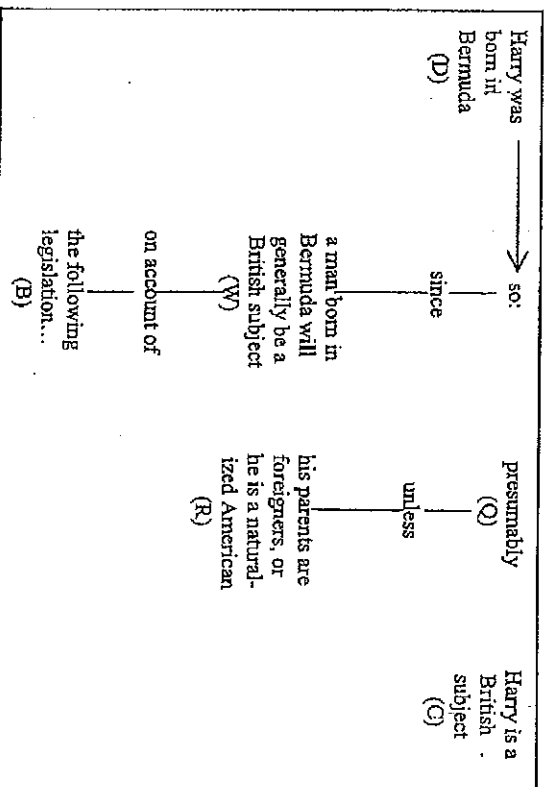 Harry was
born in
Bermuda
(D)
so:
since
a man born in
Bermuda will
generally be a
British subject
(W)
on account of
the following
legislation...
(B)
presumably
(Q)
unless
his parents are
foreigners, or
he is a natural-
ized American
(R)
Harry is a
British
subject
(C)